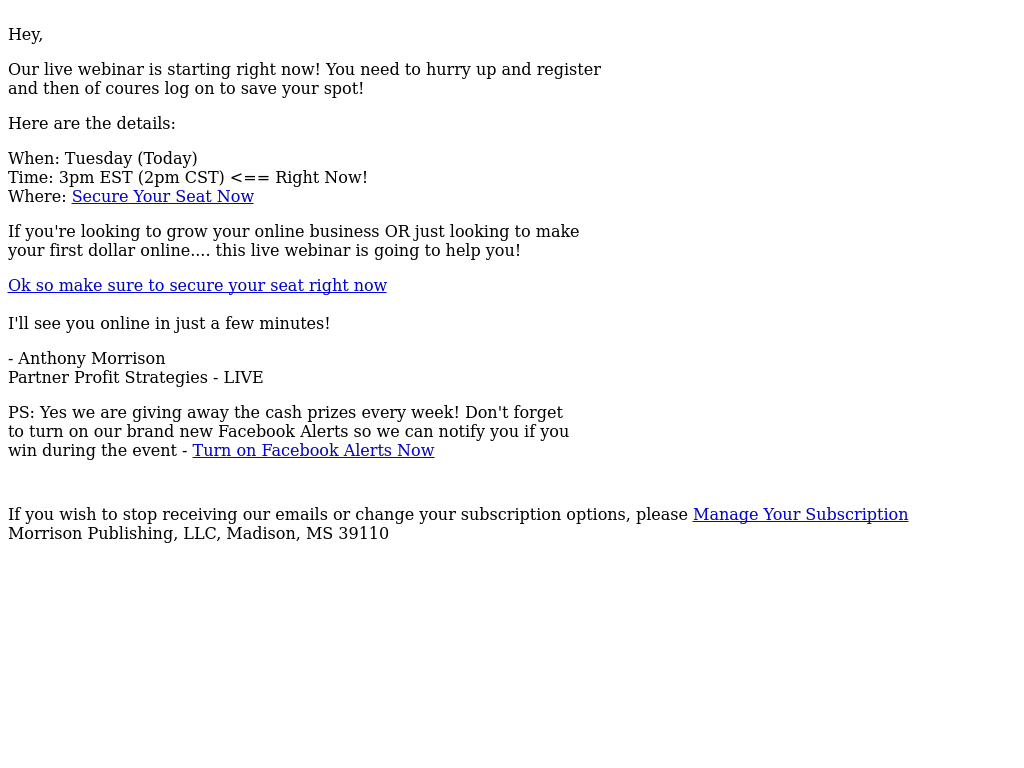 Hey,
Our live webinar is starting right now! You need to hurry up and register
and then of coures log on to save your spot!
Here are the details:
When: Tuesday (Today)
Time: 3pm EST (2pm CST) <== Right Now!
Where: Secure Your Seat Now
If you're looking to grow your online business OR just looking to make
your first dollar online.... this live webinar is going to help you!
Ok so make sure to secure your seat right now
I'll see you online in just a few minutes!
- Anthony Morrison
Partner Profit Strategies - LIVE
PS: Yes we are giving away the cash prizes every week! Don't forget
to turn on our brand new Facebook Alerts so we can notify you if you
win during the event - Turn on Facebook Alerts Now
If you wish to stop receiving our emails or change your subscription options, please Manage Your Subscription
Morrison Publishing, LLC, Madison, MS 39110